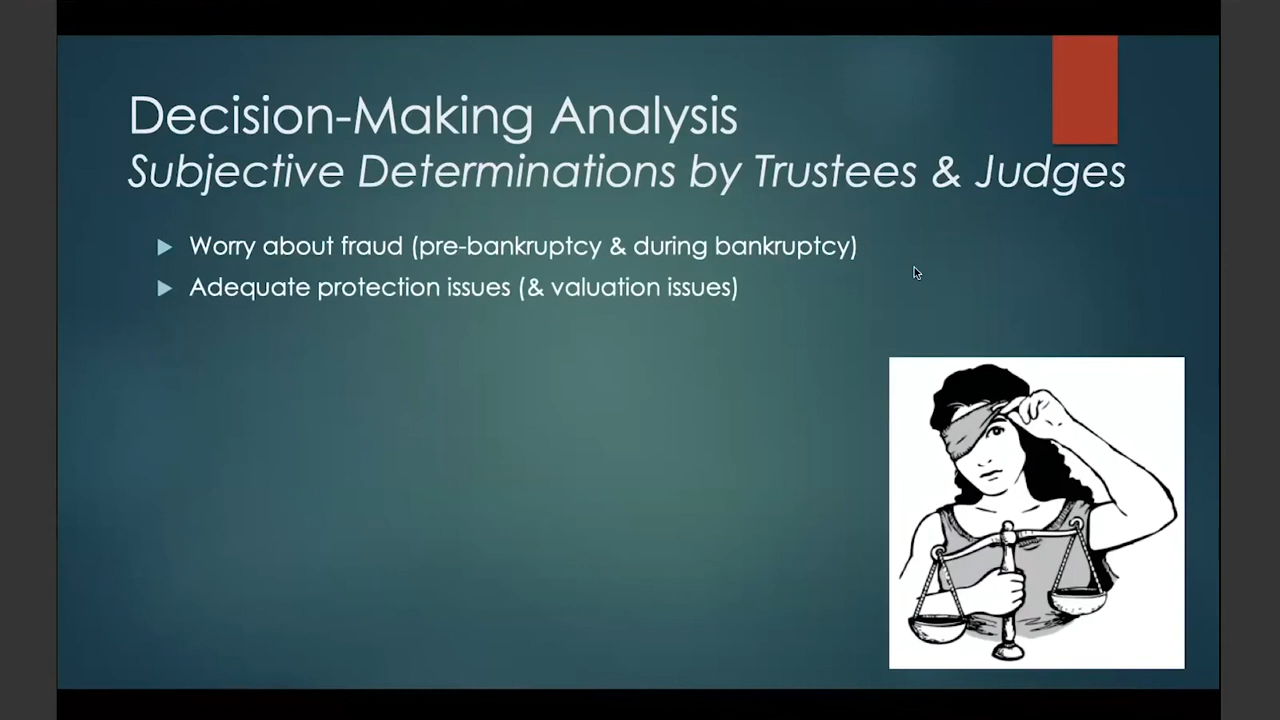 Decision-Making Analysis
Subjective Determinations by Trustees & Judges
Worry about fraud (pre-bankruptcy & during bankruptcy)
Adequate protection issues (& valuation issues)